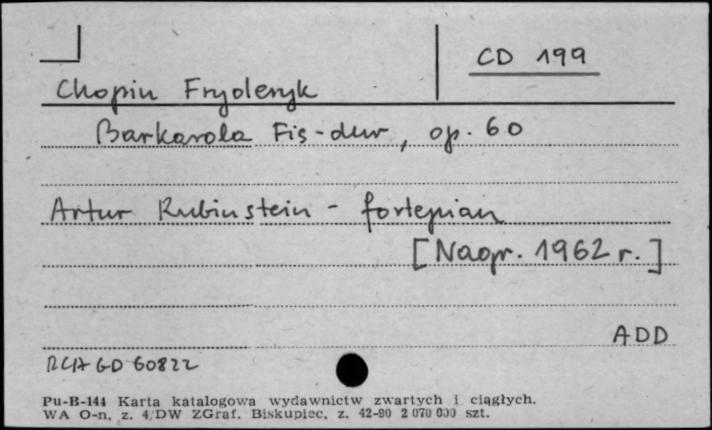 CD 199
Chopin Fryderyk
Barkarola Fis-dur, op. 60
Artur Rubinstein - fortepian
[Nagr. 1962 r.]
ADD
RCA GD 60822
Pu-B-144 Karta katalogowa wydawnictw zwartych i ciągłych.
WA O-n, z. 4/DW ZGraf. Biskupiec, z. 42-90 2 070 000 szt.